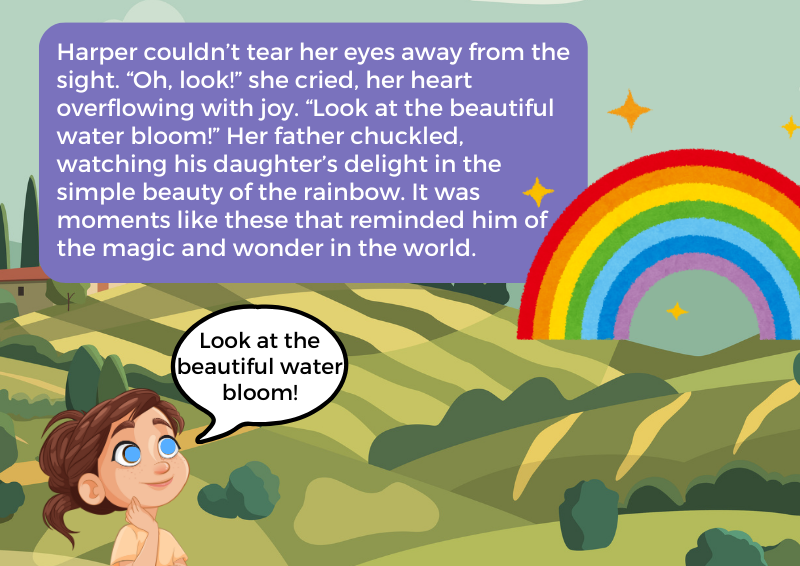 Harper couldn’t tear her eyes away from the
sight. “Oh, look!” she cried, her heart
overflowing with joy. “Look at the beautiful
water bloom!” Her father chuckled,
watching his daughter’s delight in the
simple beauty of the rainbow. It was
moments like these that reminded him of
the magic and wonder in the world.
Look at the
beautiful water
bloom!